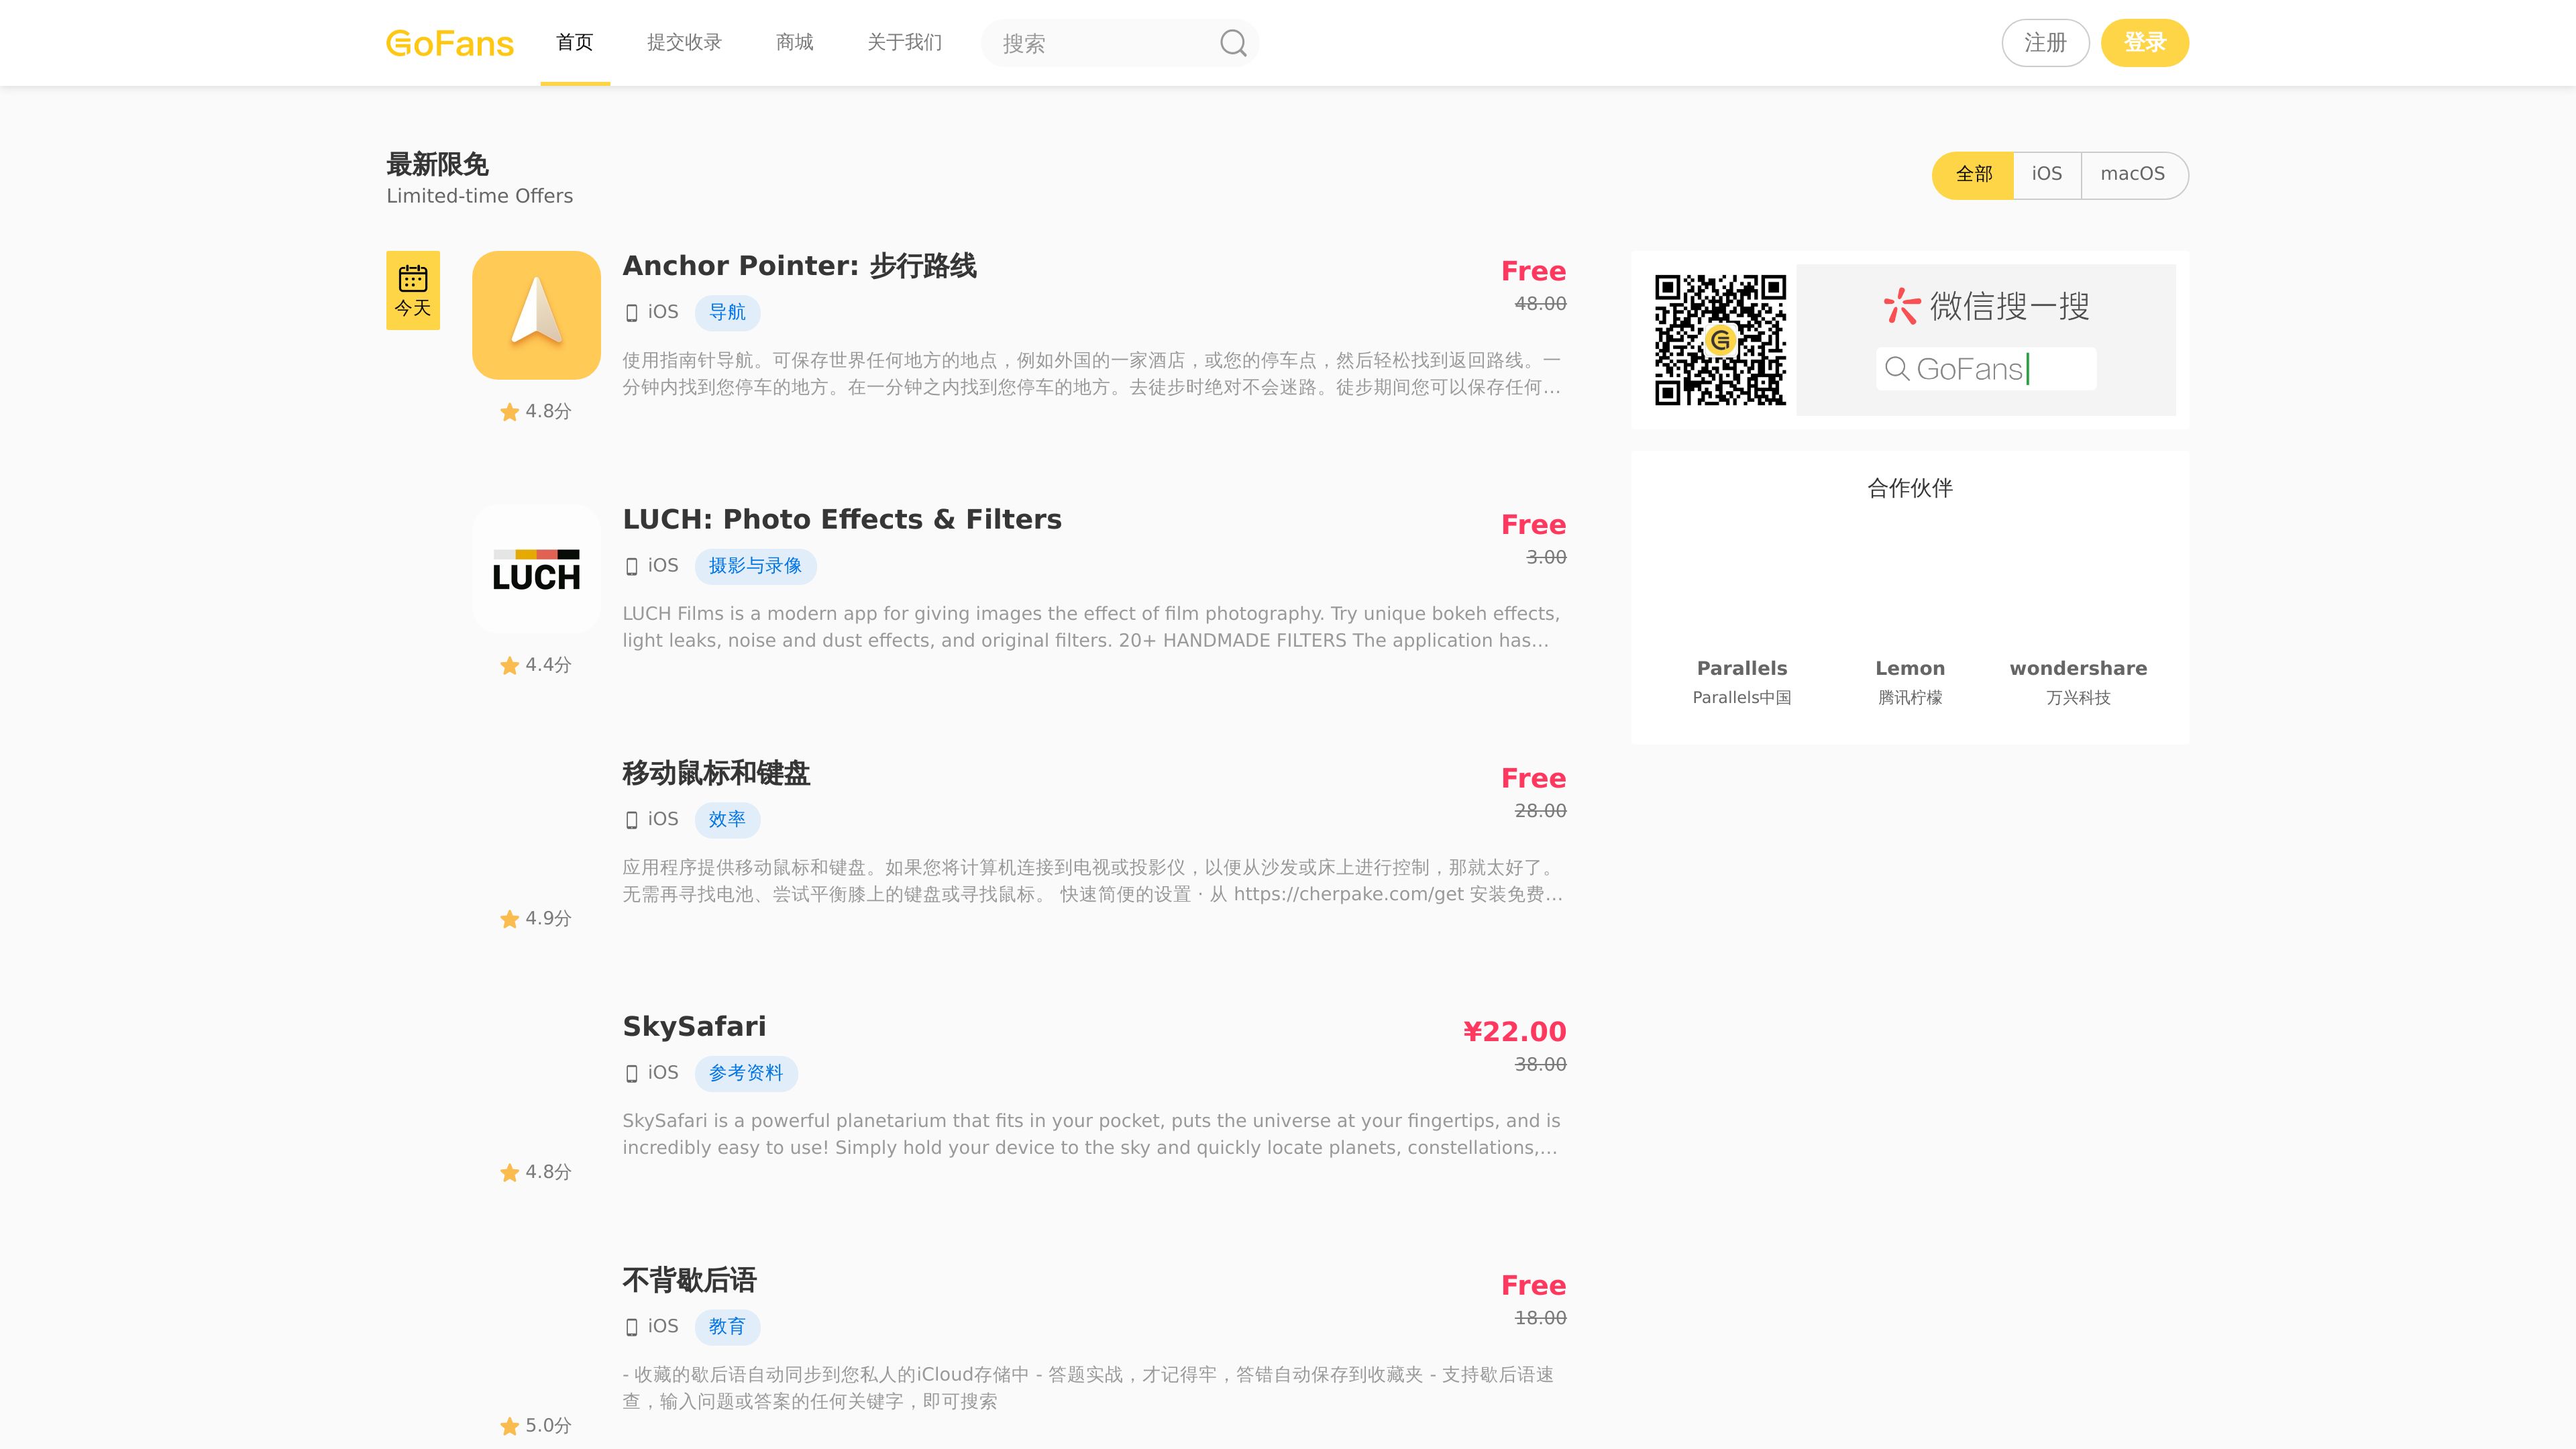 GoFans
首页
提交收录
商城
关于我们
搜索
注册
登录
最新限免
Limited-time Offers
全部
iOS
macOS
今天
Anchor Pointer: 步行路线
Free
iOS
导航
48.00
使用指南针导航。可保存世界任何地方的地点，例如外国的一家酒店，或您的停车点，然后轻松找到返回路线。一
分钟内找到您停车的地方。在一分钟之内找到您停车的地方。去徒步时绝对不会迷路。徒步期间您可以保存任何...
4.8分
LUCH
LUCH: Photo Effects & Filters
Free
iOS
摄影与录像
3.00
LUCH Films is a modern app for giving images the effect of film photography. Try unique bokeh effects,
light leaks, noise and dust effects, and original filters. 20+ HANDMADE FILTERS The application has...
4.4分
移动鼠标和键盘
Free
iOS
效率
28.00
应用程序提供移动鼠标和键盘。如果您将计算机连接到电视或投影仪，以便从沙发或床上进行控制，那就太好了。
无需再寻找电池、尝试平衡膝上的键盘或寻找鼠标。 快速简便的设置 · 从 https://cherpake.com/get 安装免费...
4.9分
SkySafari
¥22.00
iOS
参考资料
38.00
SkySafari is a powerful planetarium that fits in your pocket, puts the universe at your fingertips, and is
incredibly easy to use! Simply hold your device to the sky and quickly locate planets, constellations,...
4.8分
不背歇后语
Free
iOS
教育
18.00
- 收藏的歇后语自动同步到您私人的iCloud存储中 - 答题实战，才记得牢，答错自动保存到收藏夹 - 支持歇后语速
查，输入问题或答案的任何关键字，即可搜索
5.0分
微信搜一搜
GoFans
合作伙伴
Parallels
Lemon
wondershare
Parallels中国
腾讯柠檬
万兴科技